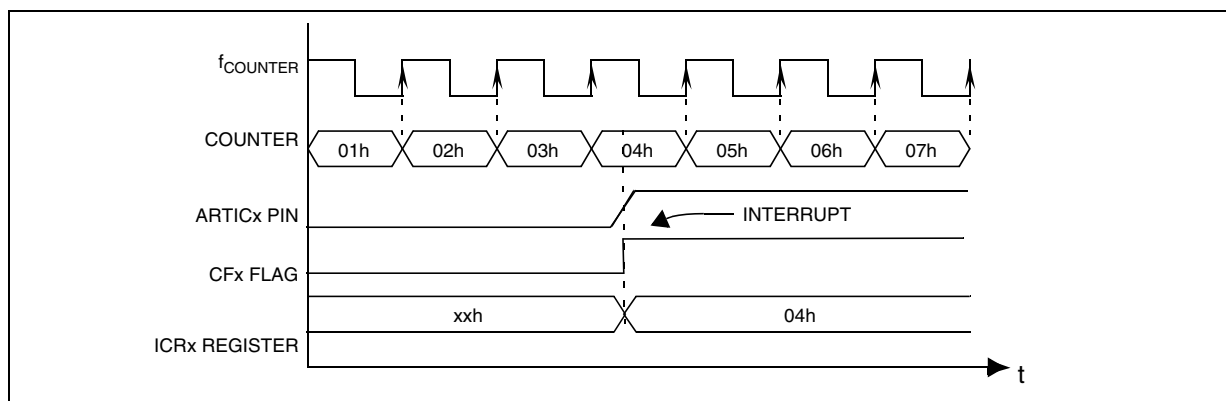 fCOUNTER
COUNTER
01h 02h 03h 04h 05h 06h 07h
ARTICx PIN
INTERRUPT
CFx FLAG
xxh 04h
ICRx REGISTER
t